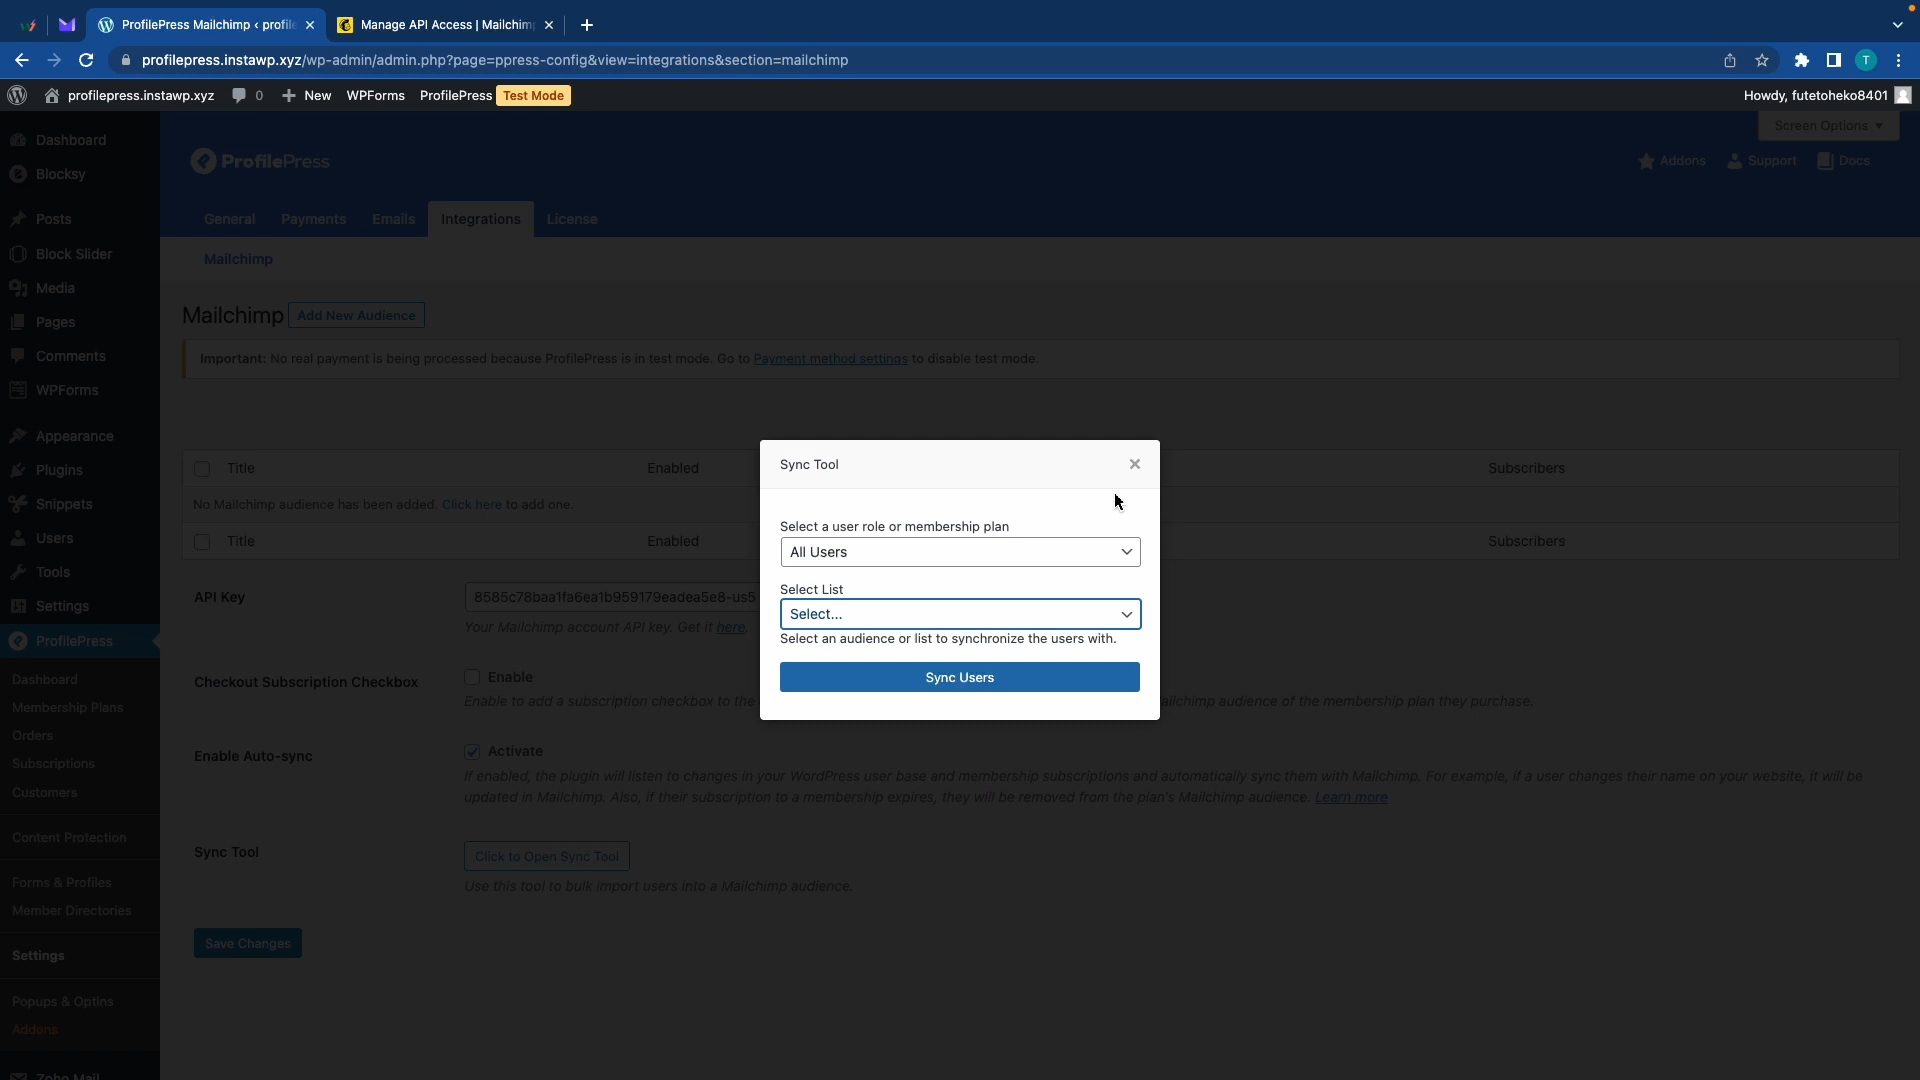 ProfilePress Mailchimp ‹ profile
Manage API Access | Mailchimp
profilepress.instawp.xyz/wp-admin/admin.php?page=ppress-config&view=integrations&section=mailchimp
T
profilepress.instawp.xyz
0
New
WPForms
ProfilePress
Test Mode
Howdy, futetoheko8401
Screen Options
ProfilePress
Addons
Support
Docs
Dashboard
Blocksy
Posts
Block Slider
Media
Pages
Comments
WPForms
Appearance
Plugins
Snippets
Users
Tools
Settings
ProfilePress
Dashboard
Membership Plans
Orders
Subscriptions
Customers
Content Protection
Forms & Profiles
Member Directories
Settings
Popups & Optins
Addons
Zoho Mail
General
Payments
Emails
Integrations
License
Mailchimp
Mailchimp
Add New Audience
Important: No real payment is being processed because ProfilePress is in test mode. Go to Payment method settings to disable test mode.
Title
Enabled
Subscribers
No Mailchimp audience has been added. Click here to add one.
Title
Enabled
Subscribers
API Key
8585c78baa1fa6ea1b959179eadea5e8-us5
Your Mailchimp account API key. Get it here.
Checkout Subscription Checkbox
Enable
Enable to add a subscription checkbox to the
ailchimp audience of the membership plan they purchase.
Enable Auto-sync
Activate
If enabled, the plugin will listen to changes in your WordPress user base and membership subscriptions and automatically sync them with Mailchimp. For example, if a user changes their name on your website, it will be
updated in Mailchimp. Also, if their subscription to a membership expires, they will be removed from the plan's Mailchimp audience. Learn more
Sync Tool
Click to Open Sync Tool
Use this tool to bulk import users into a Mailchimp audience.
Save Changes
Sync Tool
Select a user role or membership plan
All Users
Select List
Select...
Select an audience or list to synchronize the users with.
Sync Users